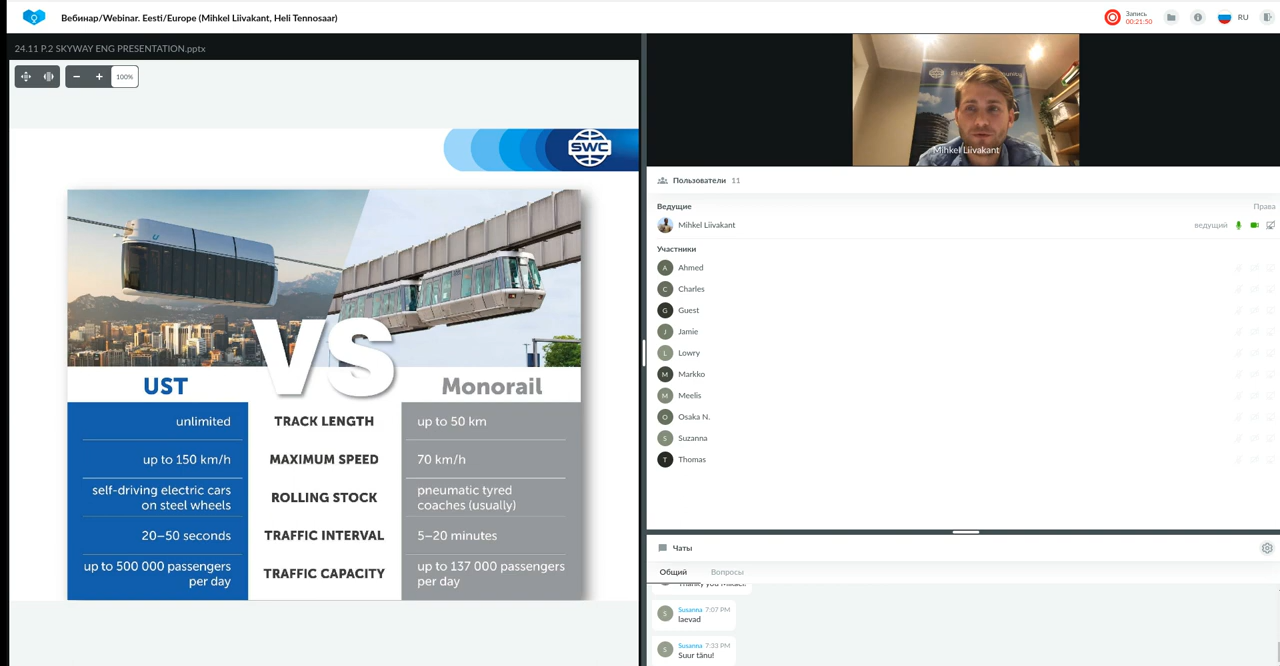 Вебинар/Webinar. Eesti/Europe (Mihkel Liivakant, Heli Tennosaar)
Запись
00:21:50
RU
24.11 P.2 SKYWAY ENG PRESENTATION.pptx
100%
SWC
VS
UST
Monorail
unlimited
TRACK LENGTH
up to 50 km
up to 150 km/h
MAXIMUM SPEED
70 km/h
self-driving electric cars
on steel wheels
ROLLING STOCK
pneumatic tyred
coaches (usually)
20–50 seconds
TRAFFIC INTERVAL
5–20 minutes
up to 500 000 passengers
per day
TRAFFIC CAPACITY
up to 137 000 passengers
per day
Mihkel Liivakant
Пользователи 11
Ведущие
Права
Mihkel Liivakant
ведущий
Участники
A Ahmed
C Charles
G Guest
J Jamie
L Lowry
M Markko
M Meelis
O Osaka N.
S Suzanna
T Thomas
Чаты
Общий
Вопросы
S
Susanna 7:07 PM
laevad
S
Susanna 7:33 PM
Suur tänu!